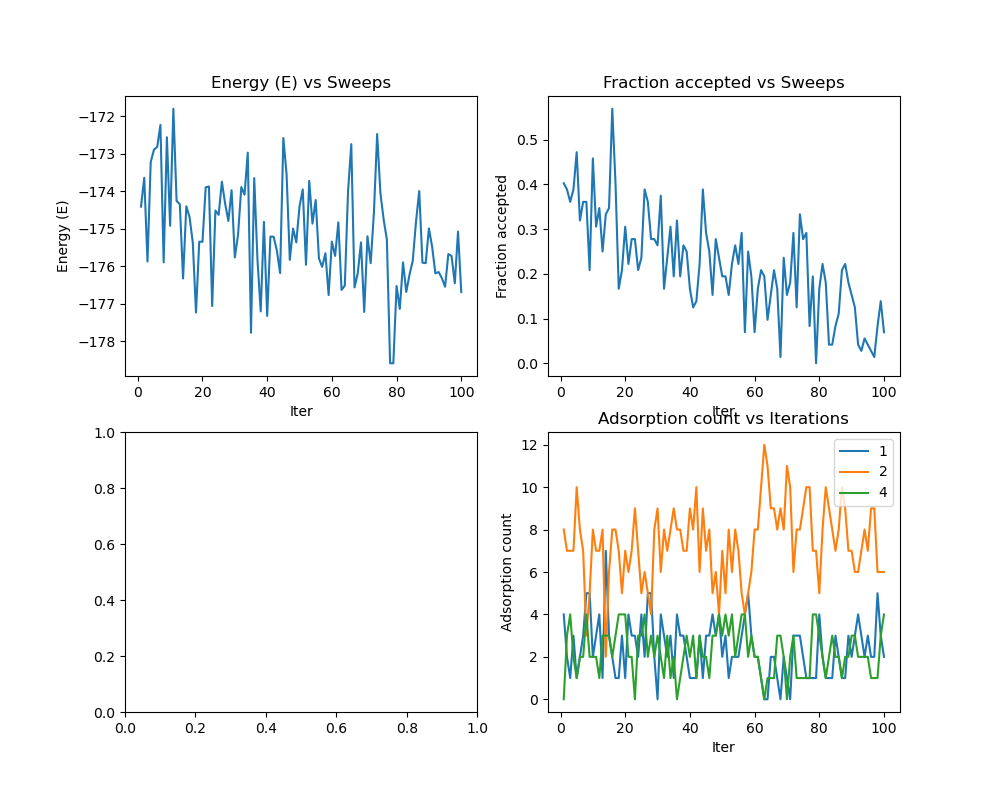 Energy (E) vs Sweeps
Energy (E)
−172
−173
−174
−175
−176
−177
−178
0 20 40 60 80 100
Iter
Fraction accepted vs Sweeps
Fraction accepted
0.5
0.4
0.3
0.2
0.1
0.0
0 20 40 60 80 100
Iter
1.0
0.8
0.6
0.4
0.2
0.0
0.0 0.2 0.4 0.6 0.8 1.0
Adsorption count vs Iterations
Adsorption count
12
10
8
6
4
2
0
0 20 40 60 80 100
Iter
1
2
4